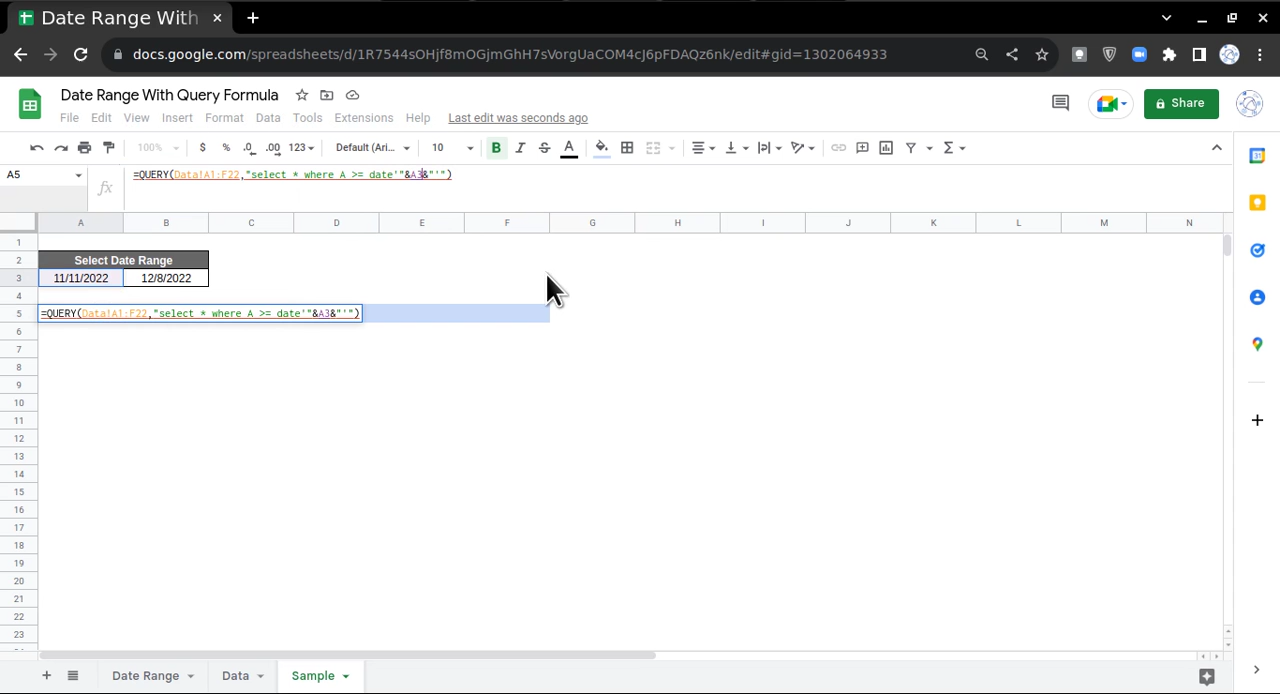 Date Range With
docs.google.com/spreadsheets/d/1R7544sOHjf8mOGjmGhH7sVorgUaCOM4cJ6pFDAQz6nk/edit#gid=1302064933
Date Range With Query Formula
File Edit View Insert Format Data Tools Extensions Help Last edit was seconds ago
Share
100% $ % .0 .00 123 Default (Ari... 10 B I S A
A5 fx =QUERY(Data!A1:F22,"select * where A >= date'"&A3&"'")
A B C D E F G H I J K L M N
1
2 Select Date Range
3 11/11/2022 12/8/2022
4
5 =QUERY(Data!A1:F22,"select * where A >= date'"&A3&"'")
6
7
8
9
10
11
12
13
14
15
16
17
18
19
20
21
22
23
Date Range Data Sample